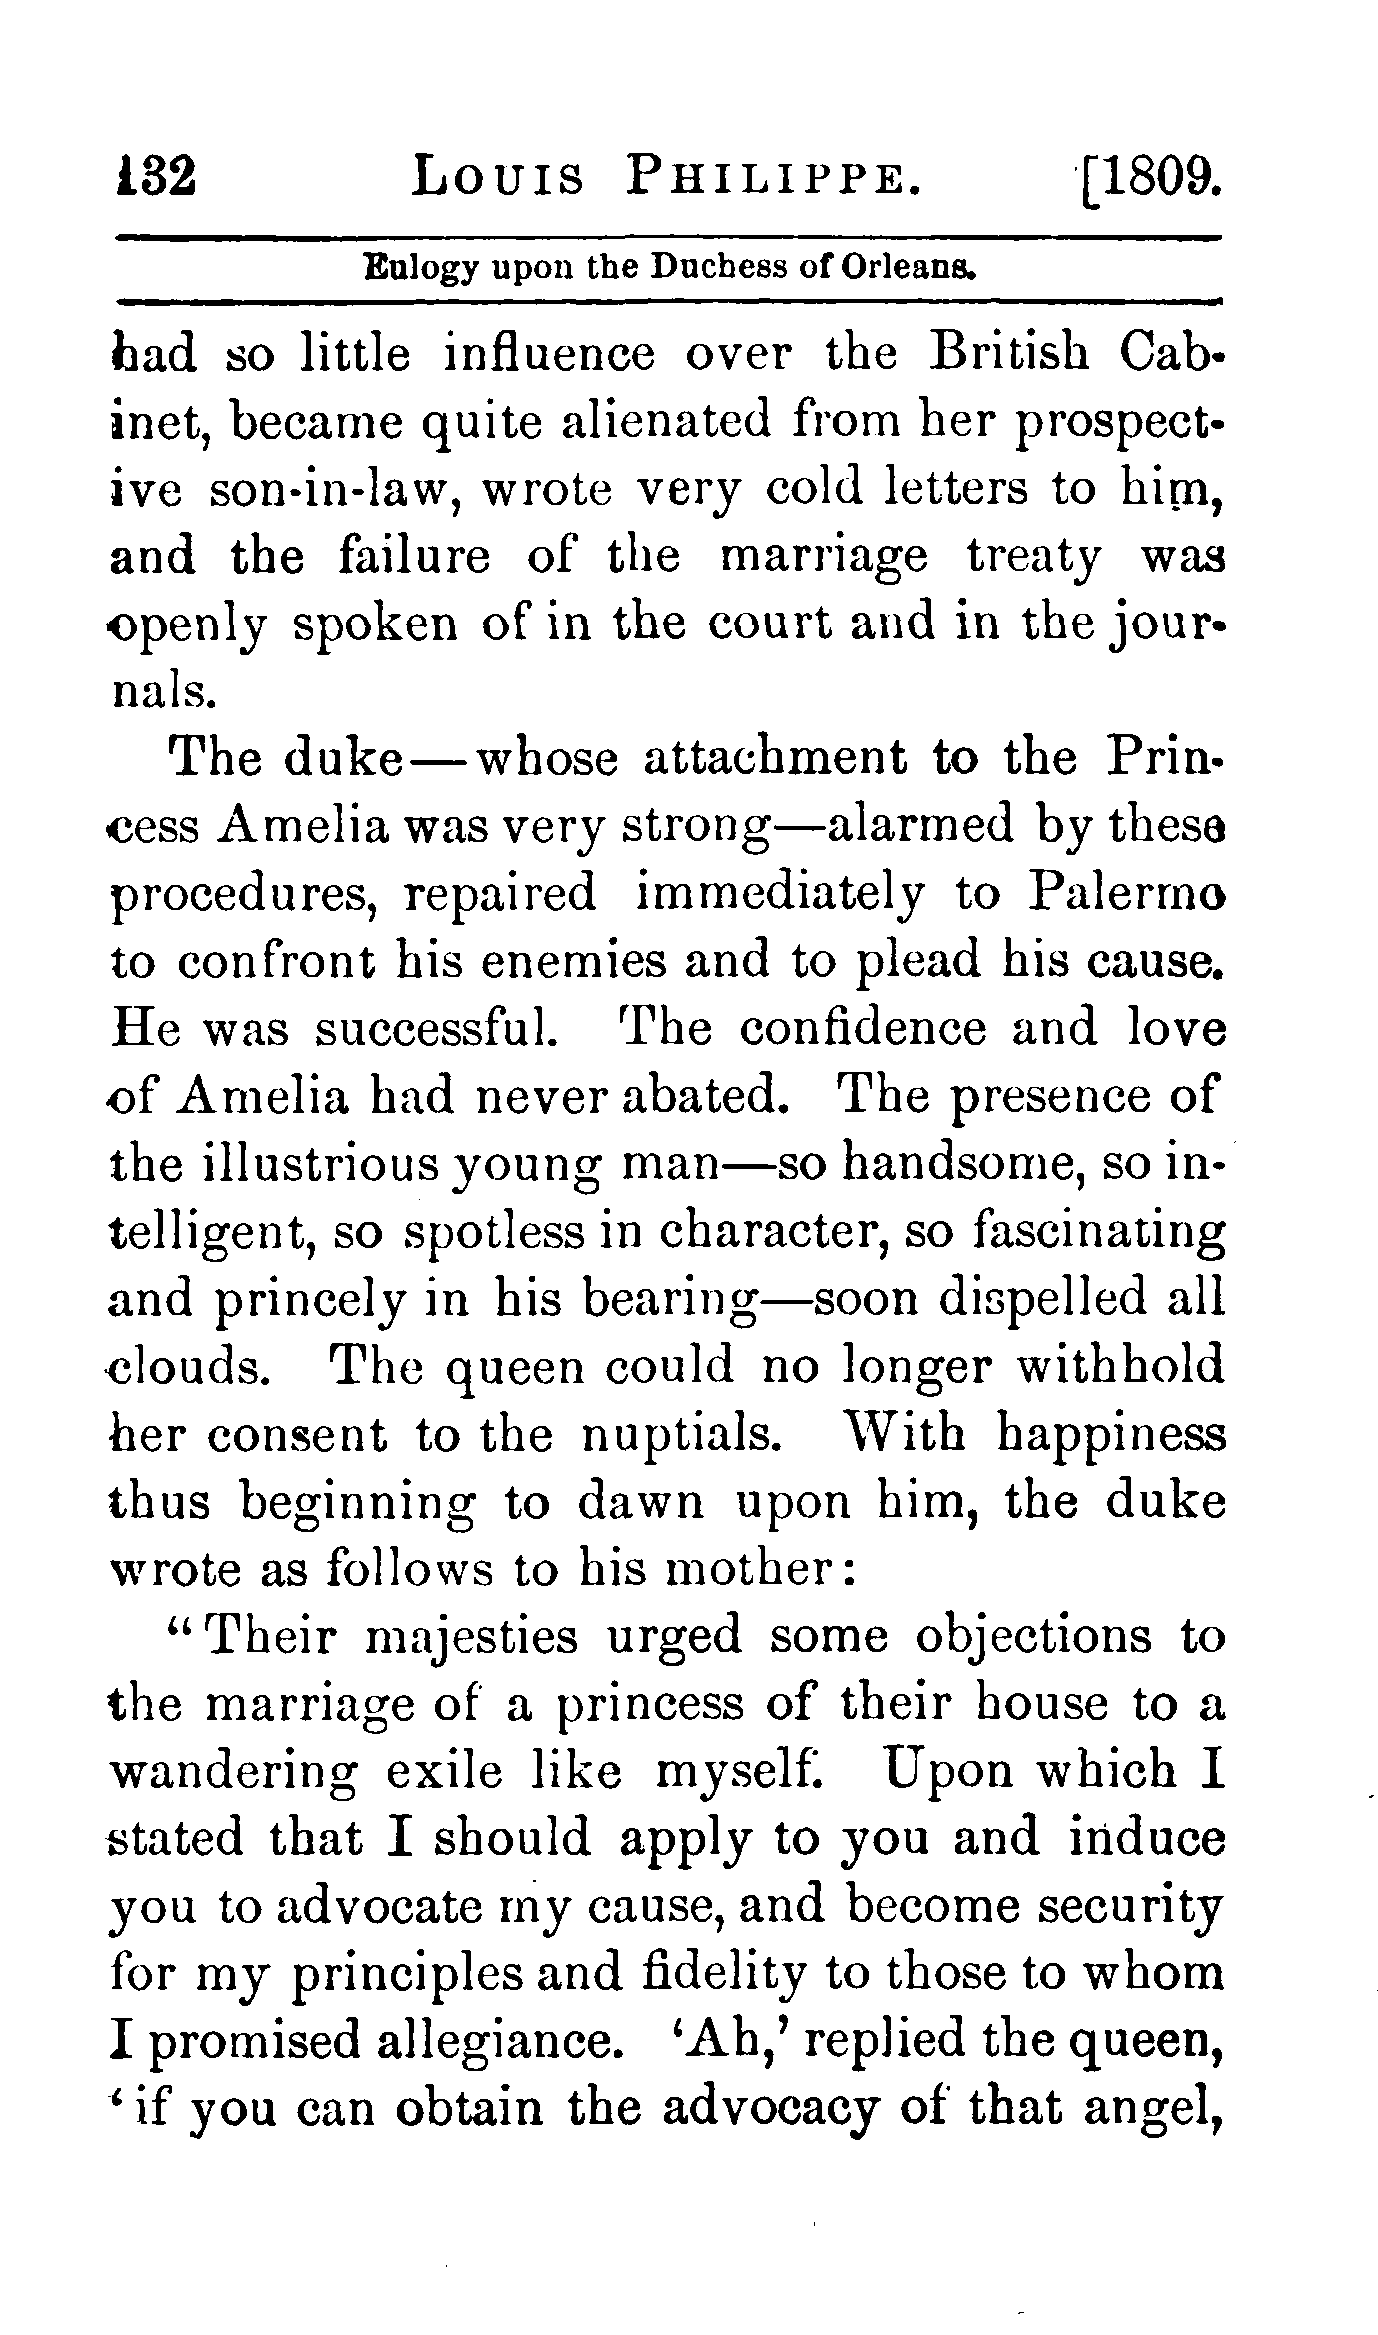 132 LOUIS PHILIPPE. [1809.
Eulogy upon the Duchess of Orleans.
had so little influence over the British Cab-
inet, became quite alienated from her prospect-
ive son-in-law, wrote very cold letters to him,
and the failure of the marriage treaty was
openly spoken of in the court and in the jour-
nals.
The duke—whose attachment to the Prin-
cess Amelia was very strong—alarmed by these
procedures, repaired immediately to Palermo
to confront his enemies and to plead his cause.
He was successful. The confidence and love
of Amelia had never abated. The presence of
the illustrious young man—so handsome, so in-
telligent, so spotless in character, so fascinating
and princely in his bearing—soon dispelled all
clouds. The queen could no longer withhold
her consent to the nuptials. With happiness
thus beginning to dawn upon him, the duke
wrote as follows to his mother:
“Their majesties urged some objections to
the marriage of a princess of their house to a
wandering exile like myself. Upon which I
stated that I should apply to you and induce
you to advocate my cause, and become security
for my principles and fidelity to those to whom
I promised allegiance. ‘Ah,’ replied the queen,
‘if you can obtain the advocacy of that angel,